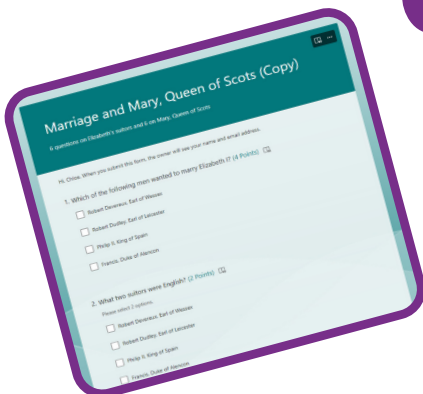 Marriage and Mary, Queen of Scots (Copy)
6 questions on Elizabeth's suitors and 6 on Mary, Queen of Scots
Hi, Chloe. When you submit this form, the owner will see your name and email address.
1. Which of the following men wanted to marry Elizabeth I? (4 Points)
Robert Devereux, Earl of Wessex
Robert Dudley, Earl of Leicester
Philip II, King of Spain
Francis, Duke of Alencon
2. What two suitors were English? (2 Points)
Please select 2 options.
Robert Devereux, Earl of Wessex
Robert Dudley, Earl of Leicester
Philip II, King of Spain
Francis, Duke of Alencon